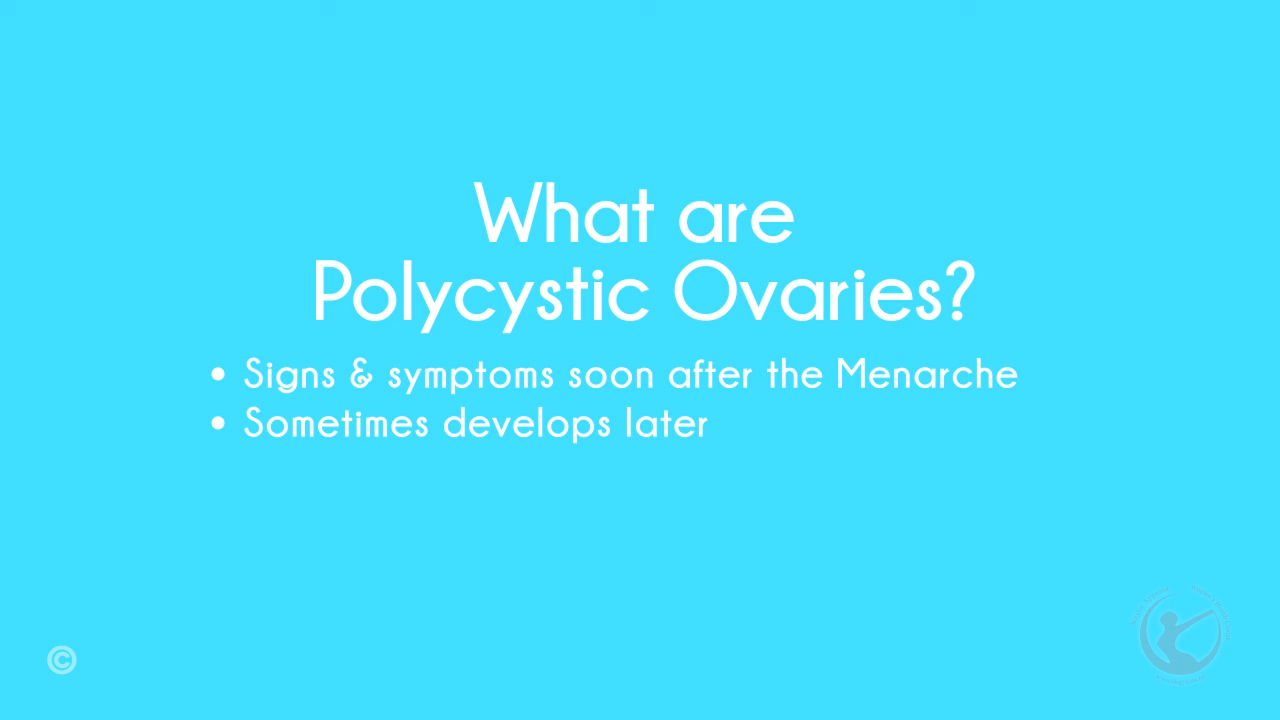 What are
Polycystic Ovaries?
• Signs & symptoms soon after the Menarche
• Sometimes develops later
©